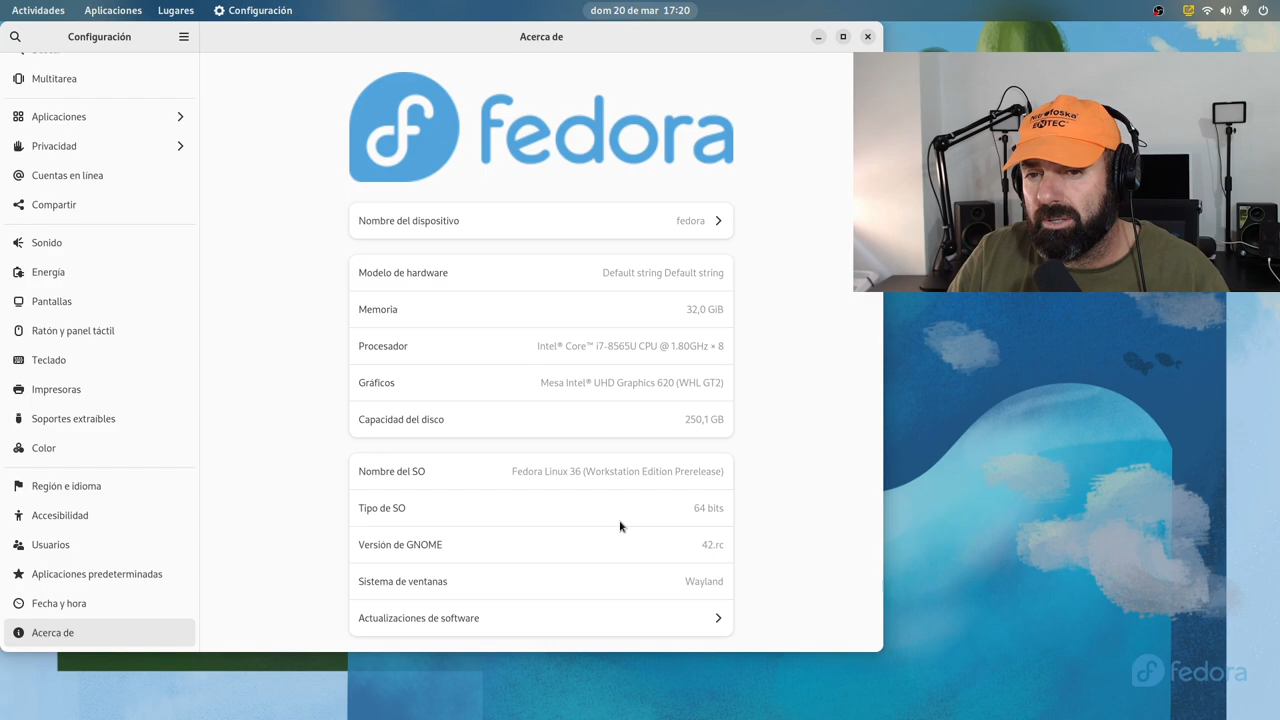 Actividades Aplicaciones Lugares Configuración dom 20 de mar 17:20
Configuración Acerca de
Multitarea
Aplicaciones
Privacidad
Cuentas en línea
Compartir
Sonido
Energía
Pantallas
Ratón y panel táctil
Teclado
Impresoras
Soportes extraíbles
Color
Región e idioma
Accesibilidad
Usuarios
Aplicaciones predeterminadas
Fecha y hora
Acerca de
fedora
Nombre del dispositivo fedora
Modelo de hardware Default string Default string
Memoria 32,0 GiB
Procesador Intel® Core™ i7-8565U CPU @ 1.80GHz × 8
Gráficos Mesa Intel® UHD Graphics 620 (WHL GT2)
Capacidad del disco 250,1 GB
Nombre del SO Fedora Linux 36 (Workstation Edition Prerelease)
Tipo de SO 64 bits
Versión de GNOME 42.rc
Sistema de ventanas Wayland
Actualizaciones de software
ENTEC
fedora